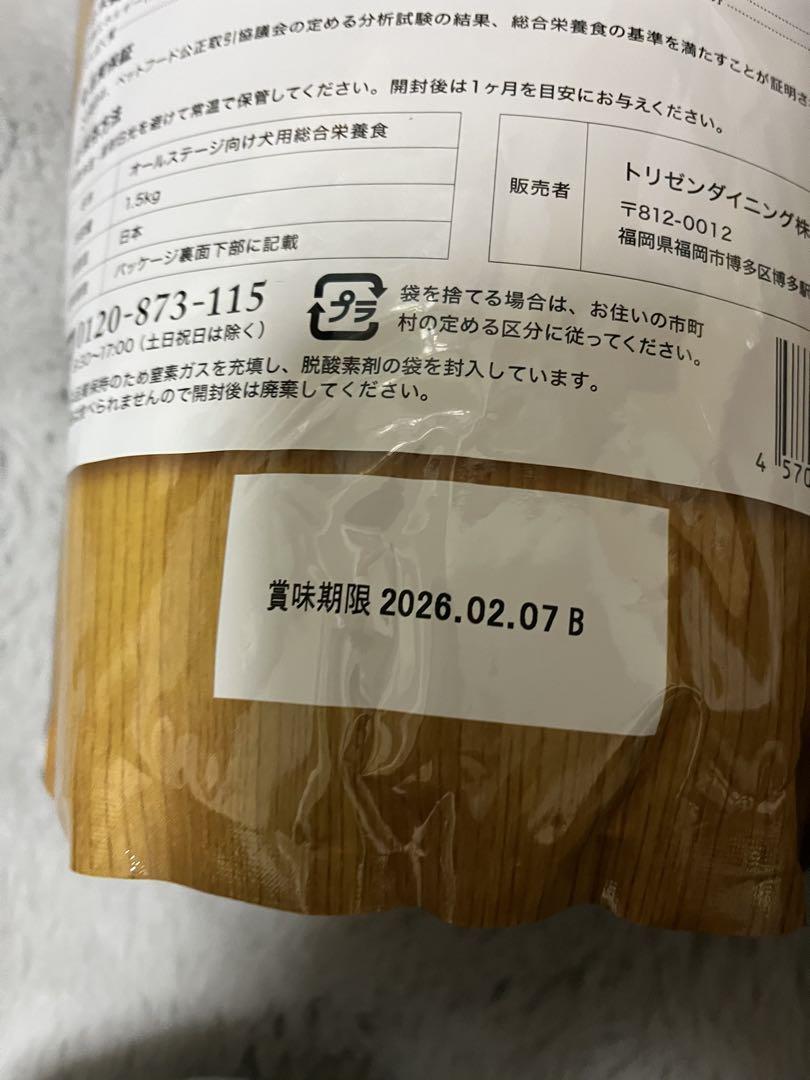 ペットフード公正取引協議会の定める分析試験の結果、総合栄養食の基準を満たすことが証明さ
を避けて常温で保管してください。開封後は1ヶ月を目安にお与えください。
オールステージ向け犬用総合栄養食
1.5kg
日本
パッケージ裏面下部に記載
販売者
トリゼンダイニング株
〒812-0012
福岡県福岡市博多区博多駅
0120-873-115
17:00（土日祝日は除く）
プラ
袋を捨てる場合は、お住いの市町
村の定める区分に従ってください。
のため窒素ガスを充填し、脱酸素剤の袋を封入しています。
べられませんので開封後は廃棄してください。
4 570
賞味期限 2026.02.07 B